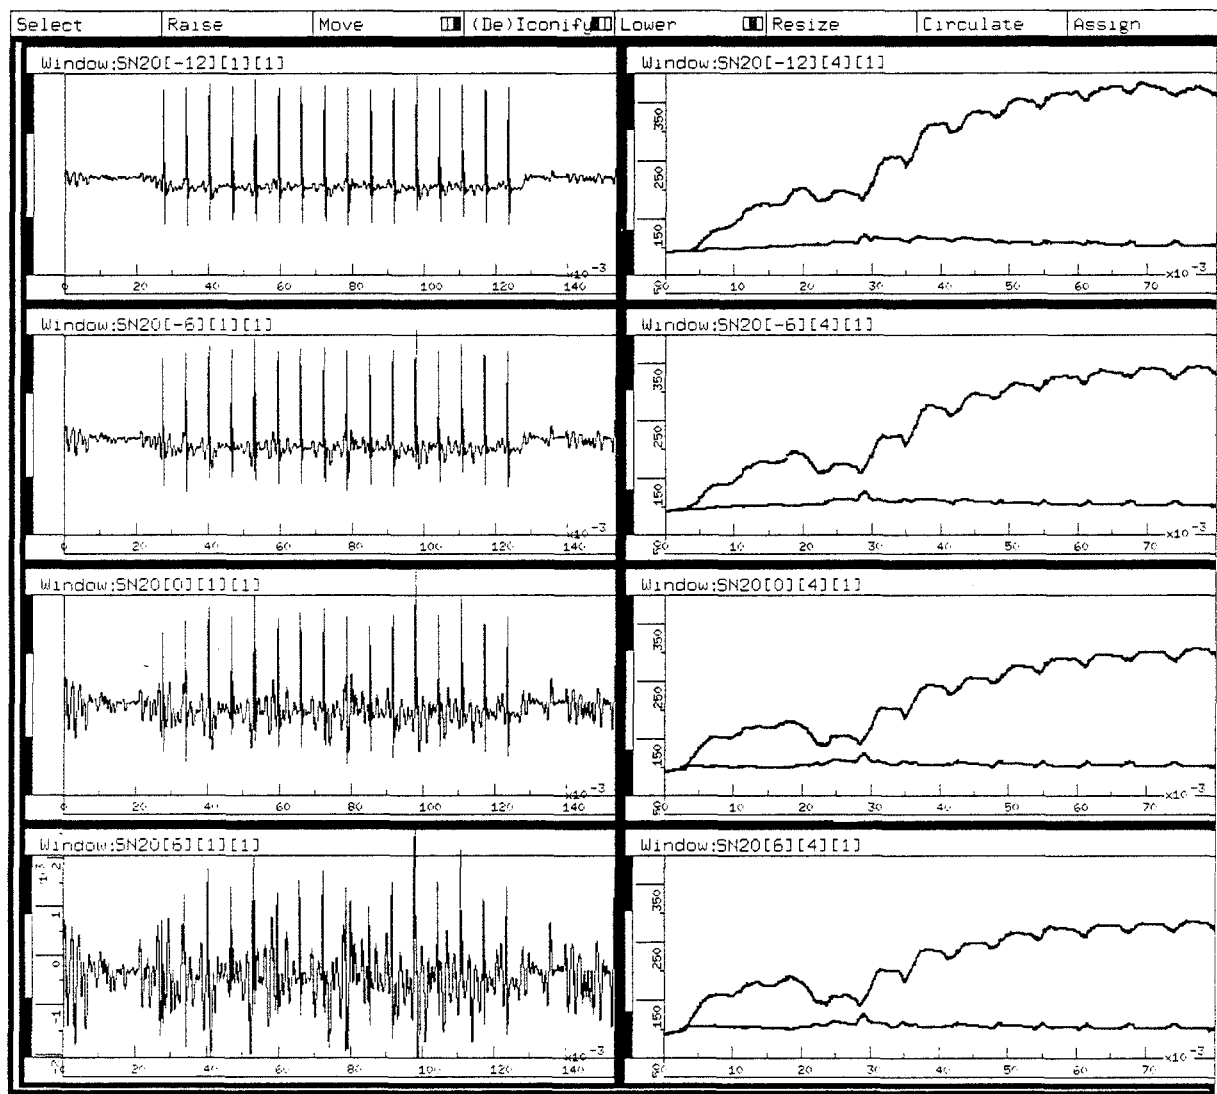 Select Raise Move (De)Iconify Lower Resize Circulate Assign
Window:SN20[-12][1][1]
0 20 40 60 80 100 120 140
x10 -3
Window:SN20[-12][4][1]
350
250
150
50
10 20 30 40 50 60 70
x10 -3
Window:SN20[-6][1][1]
0 20 40 60 80 100 120 140
x10 -3
Window:SN20[-6][4][1]
350
250
150
50
10 20 30 40 50 60 70
x10 -3
Window:SN20[0][1][1]
0 20 40 60 80 100 120 140
x10 -3
Window:SN20[0][4][1]
350
250
150
50
10 20 30 40 50 60 70
x10 -3
Window:SN20[6][1][1]
2
1
0
-1
20 40 60 80 100 120 140
x10 -3
Window:SN20[6][4][1]
350
250
150
50
10 20 30 40 50 60 70
x10 -3